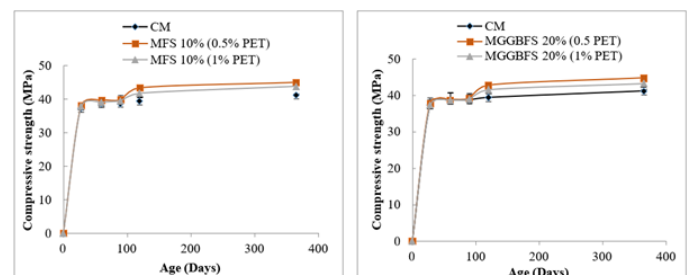 CM
MFS 10% (0.5% PET)
MFS 10% (1% PET)
Compressive strength (MPa)
50
40
30
20
10
0
0 100 200 300 400
Age (Days)
CM
MGGBFS 20% (0.5 PET)
MGGBFS 20% (1% PET)
Compressive strength (MPa)
50
40
30
20
10
0
0 100 200 300 400
Age (Days)